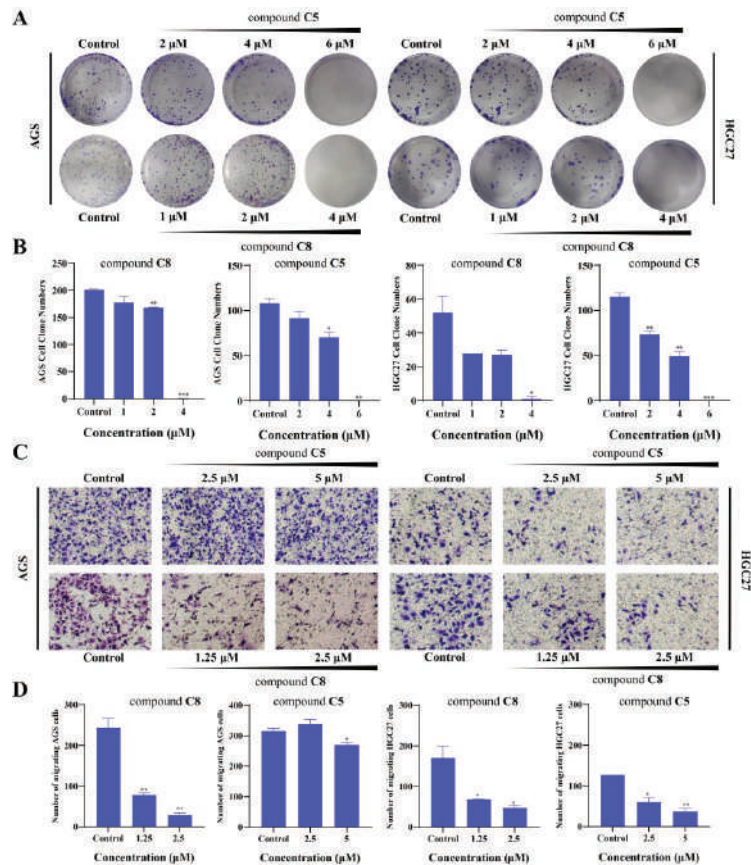 A
compound C5
compound C5
Control 2 μM 4 μM 6 μM Control 2 μM 4 μM 6 μM
AGS
HGC27
Control 1 μM 2 μM 4 μM Control 1 μM 2 μM 4 μM
compound C8
compound C8
B
compound C8
AGS Cell Clone Numbers
250
200
150
100
50
0
**
***
Control 1 2 4
Concentration (μM)
compound C5
AGS Cell Clone Numbers
150
100
50
0
*
**
Control 2 4 6
Concentration (μM)
compound C8
HGC27 Cell Clone Numbers
80
60
40
20
0
*
Control 1 2 4
Concentration (μM)
compound C5
HGC27 Cell Clone Numbers
150
100
50
0
**
**
***
Control 2 4 6
Concentration (μM)
C
compound C5
compound C5
Control 2.5 μM 5 μM Control 2.5 μM 5 μM
AGS
HGC27
Control 1.25 μM 2.5 μM Control 1.25 μM 2.5 μM
compound C8
compound C8
D
compound C8
Number of migrating AGS cells
300
200
100
0
**
**
Control 1.25 2.5
Concentration (μM)
compound C5
Number of migrating AGS cells
400
300
200
100
0
*
Control 2.5 5
Concentration (μM)
compound C8
Number of migrating HGC27 cells
300
200
100
0
*
*
Control 1.25 2.5
Concentration (μM)
compound C5
Number of migrating HGC27 cells
300
200
100
0
*
**
Control 2.5 5
Concentration (μM)